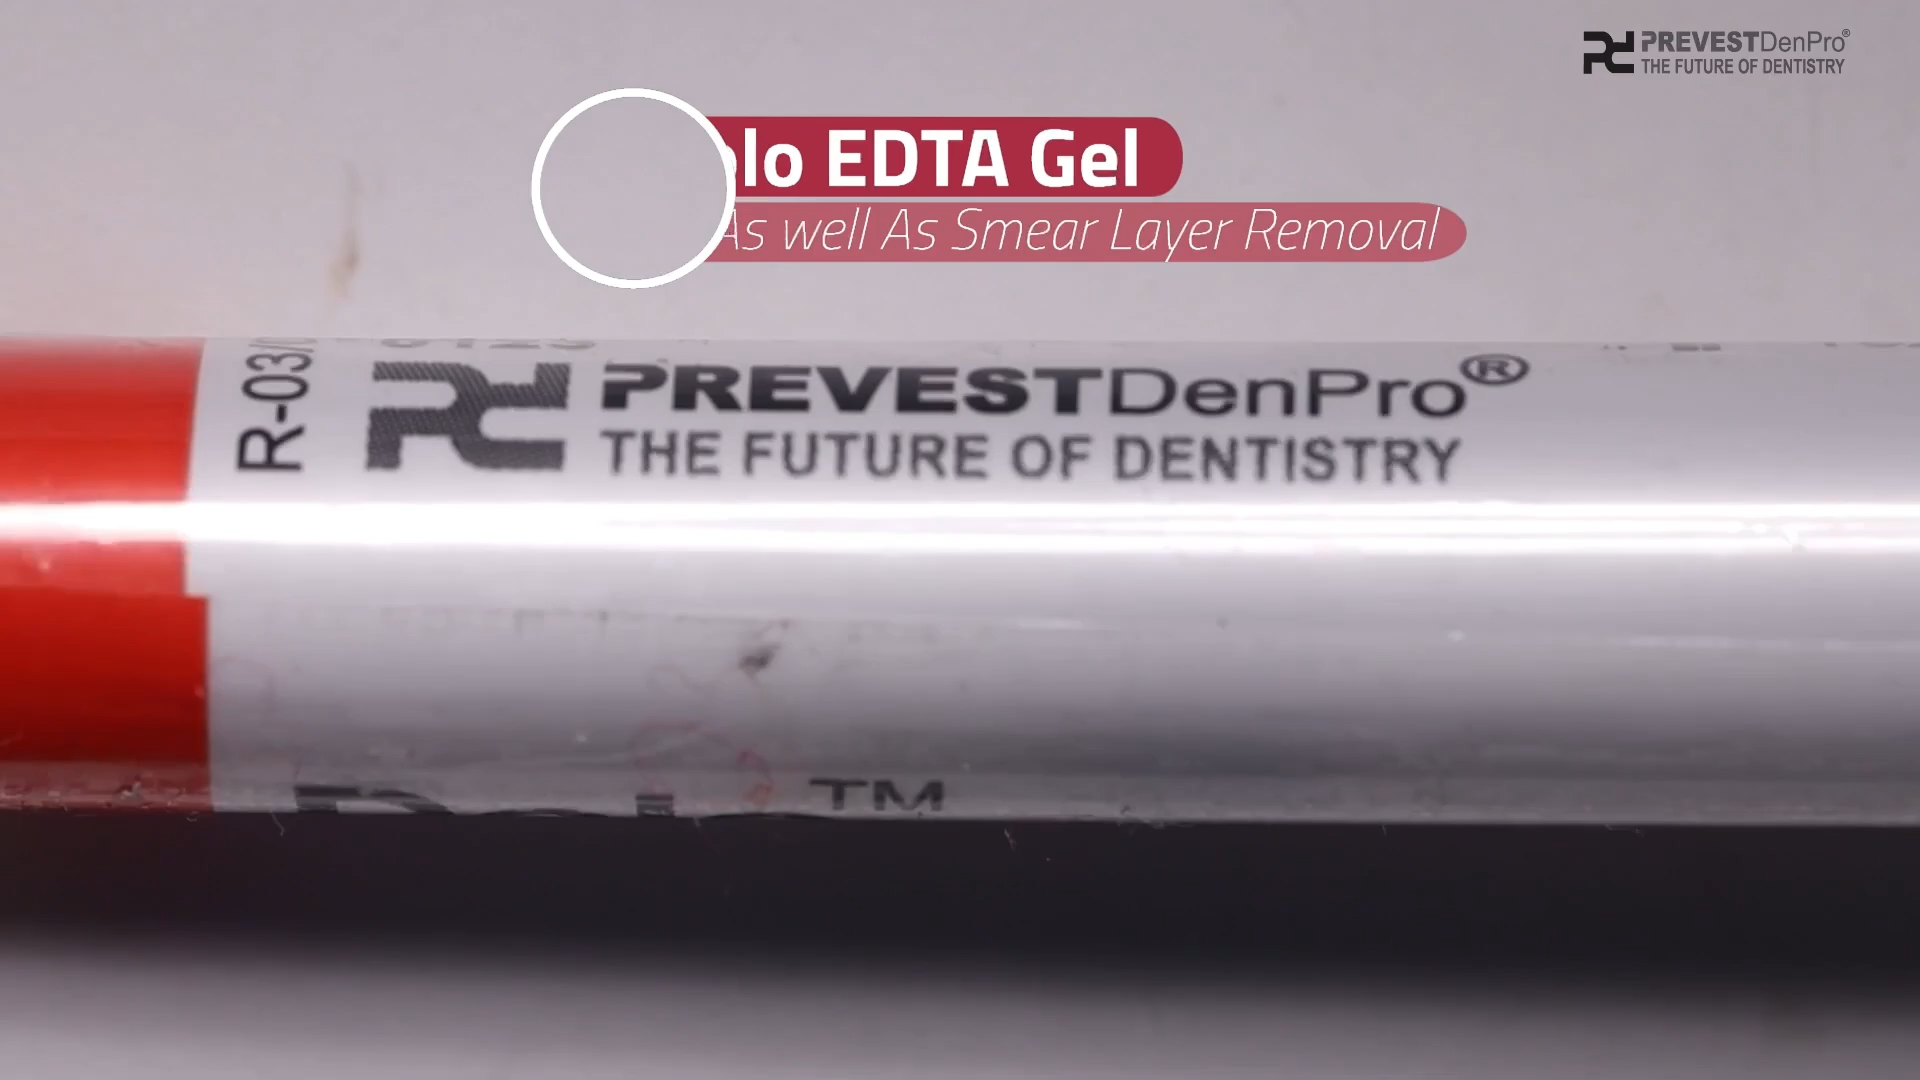 PREVESTDenPro®
THE FUTURE OF DENTISTRY
olo EDTA Gel
As well As Smear Layer Removal
R-03/
PREVESTDenPro®
THE FUTURE OF DENTISTRY
TM